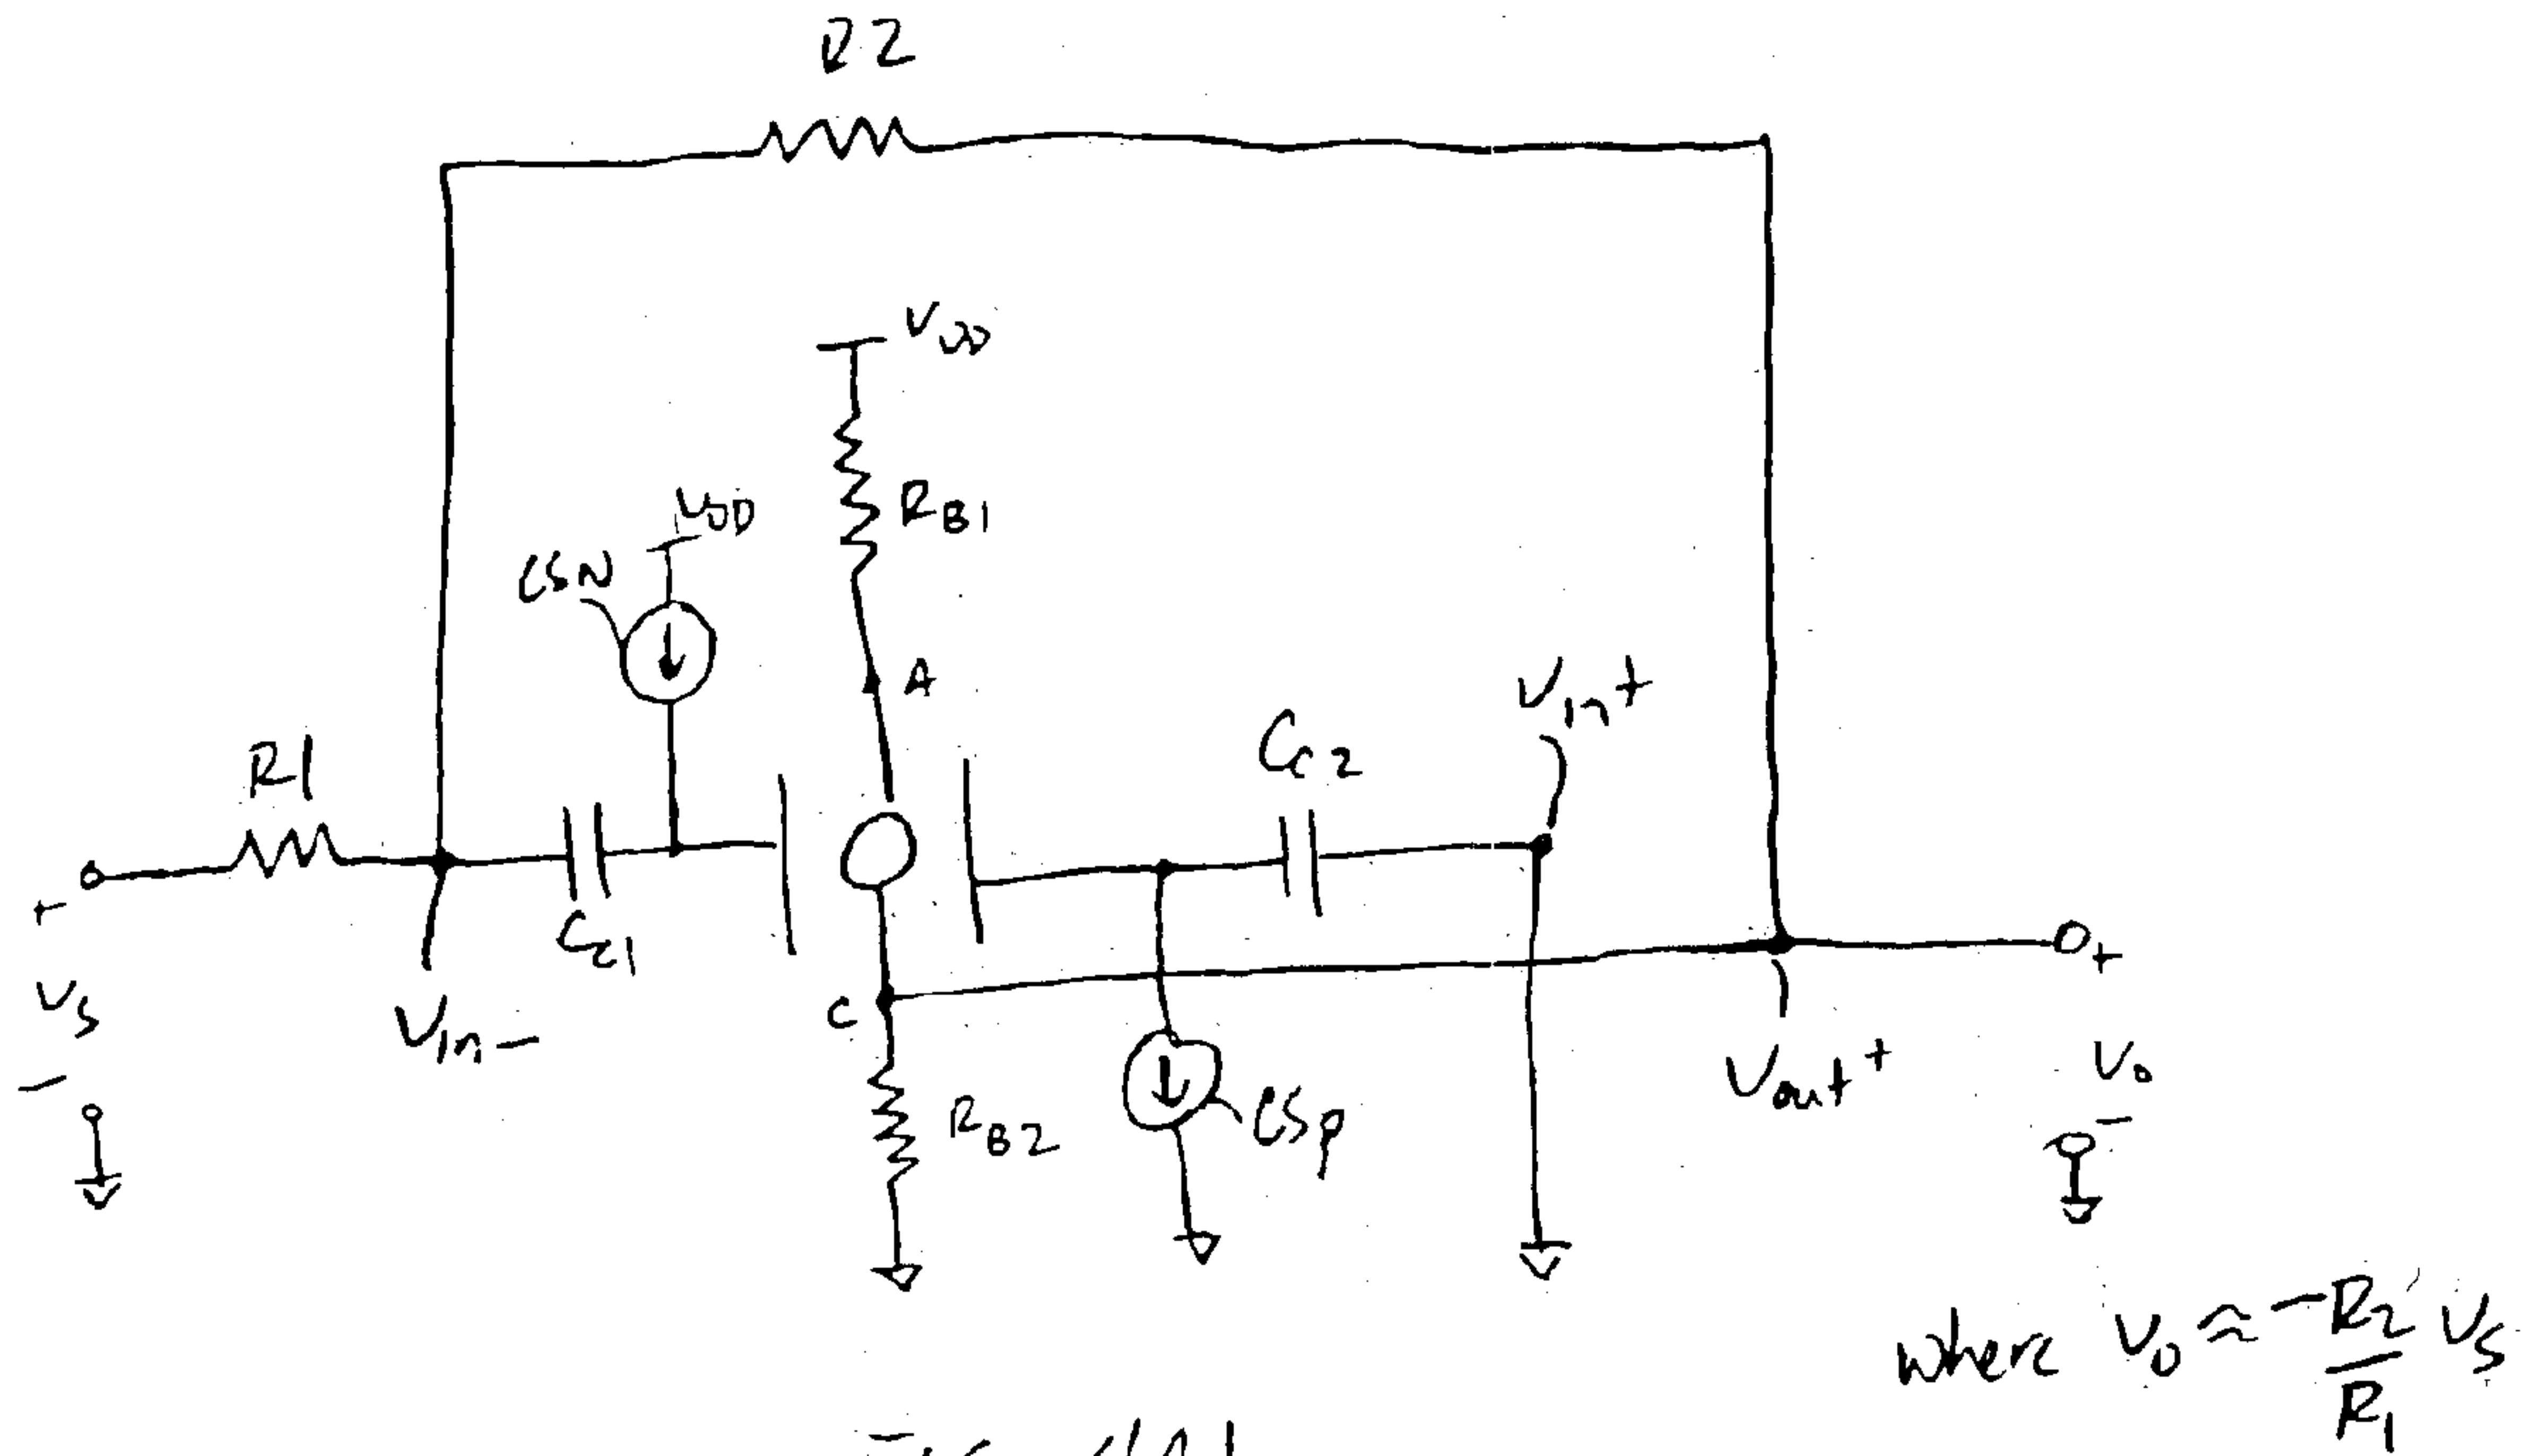 R2
VDD
RB1
VDD
CSN
A
Vin+
CC2
R1
CC1
C
+
Vs
-
Vin-
RB2
CSP
Vout+
+
Vo
-
where Vo ≈ -R2/R1 Vs